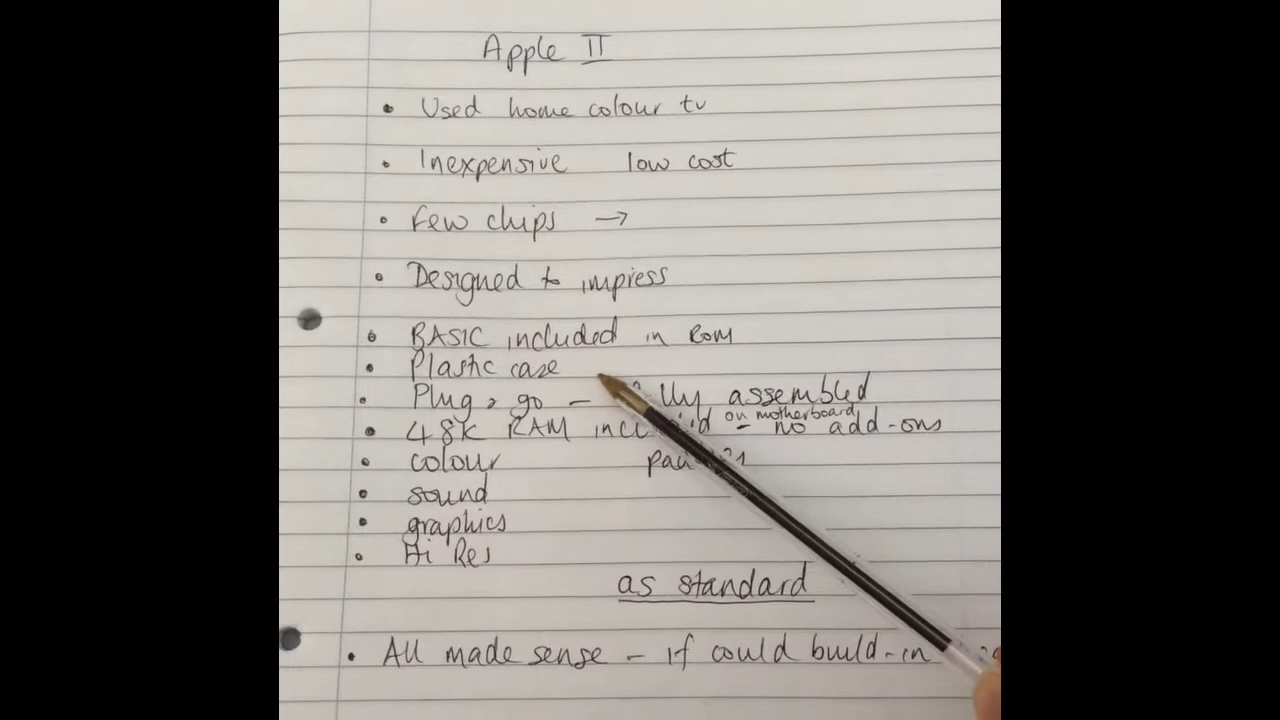 Apple II
• Used home colour tv
• Inexpensive low cost
• Few chips →
• Designed to impress
• BASIC included in ROM
• Plastic case
• Plug & go – assembled
on motherboard
• 48K RAM – no add-ons
• colour
• sound
• graphics
• Hi Res
as standard
• All made sense – if could build-in